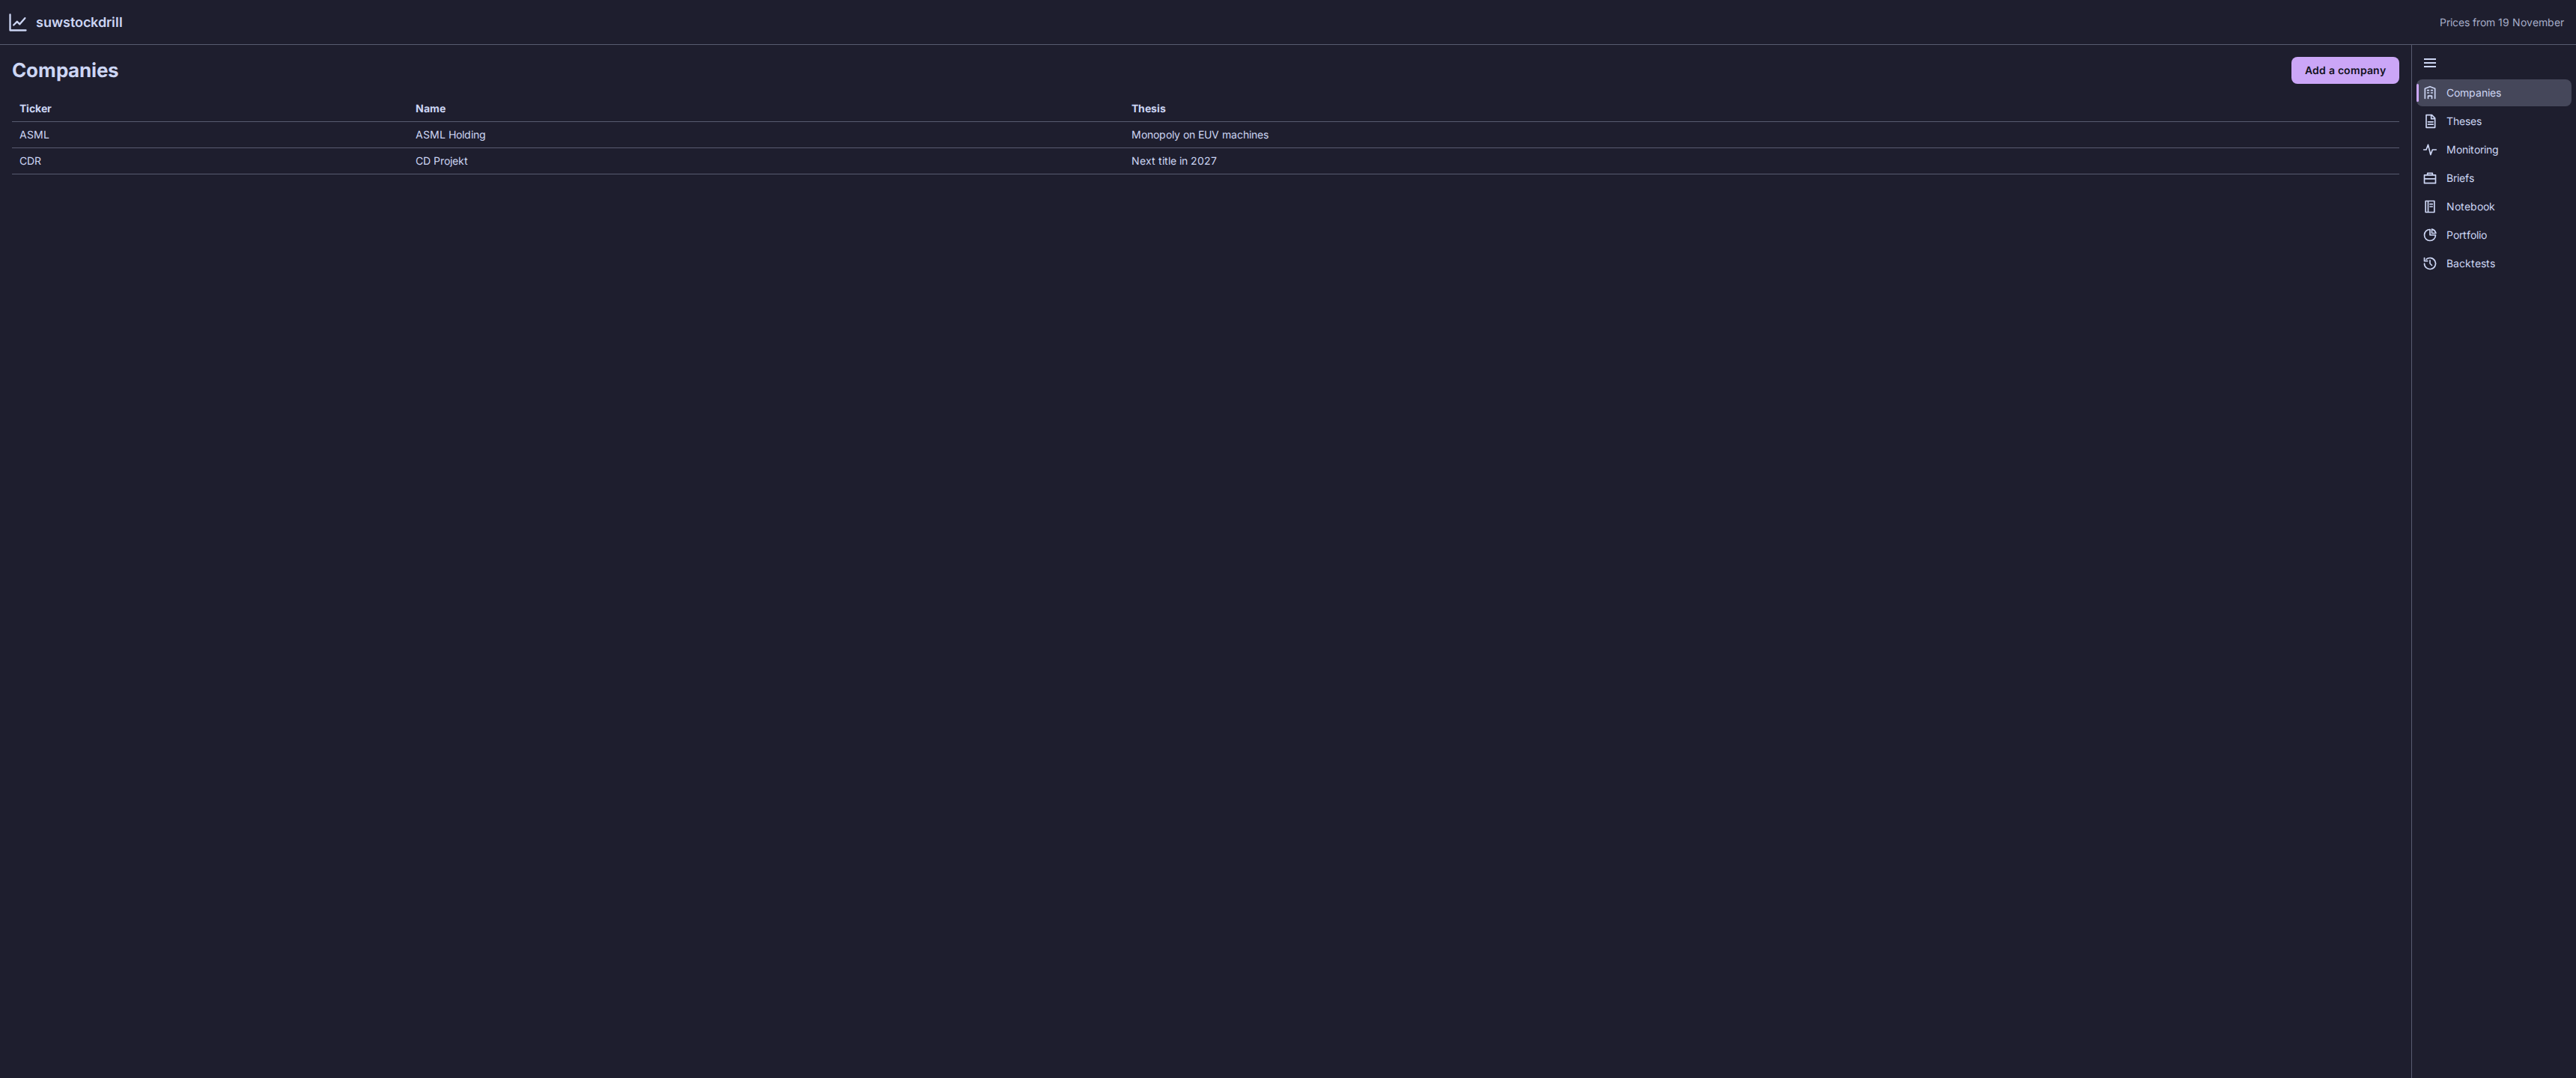 suwstockdrill
Prices from 19 November
Companies
Add a company
Ticker Name Thesis
ASML ASML Holding Monopoly on EUV machines
CDR CD Projekt Next title in 2027
Companies
Theses
Monitoring
Briefs
Notebook
Portfolio
Backtests